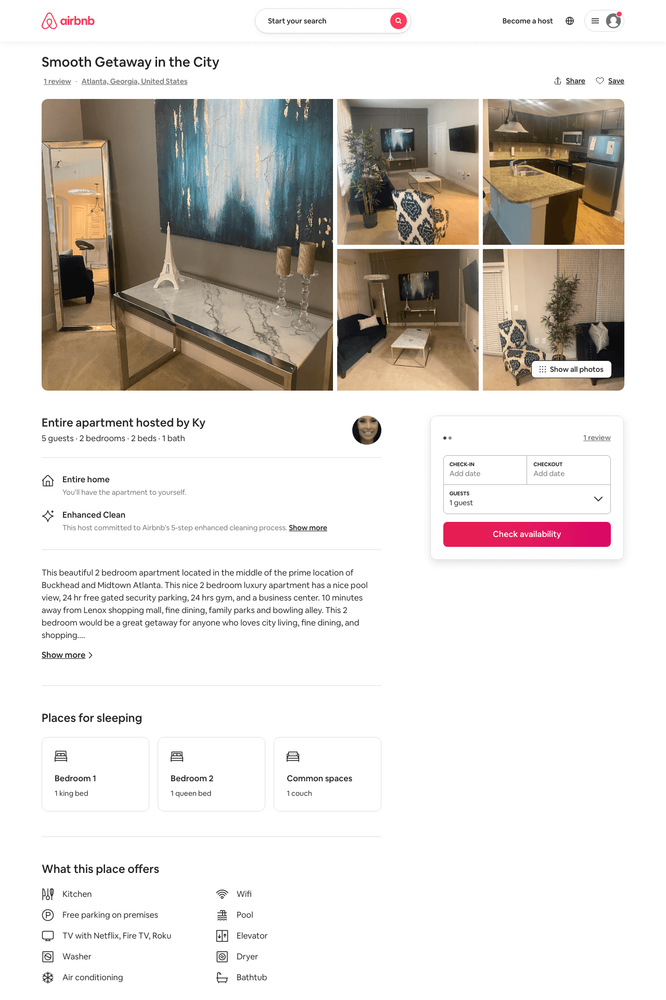 airbnb
Start your search
Become a host
Smooth Getaway in the City
1 review · Atlanta, Georgia, United States
Share
Save
Show all photos
Entire apartment hosted by Ky
5 guests · 2 bedrooms · 2 beds · 1 bath
1 review
CHECK-IN
Add date
CHECKOUT
Add date
GUESTS
1 guest
Check availability
Entire home
You’ll have the apartment to yourself.
Enhanced Clean
This host committed to Airbnb's 5-step enhanced cleaning process. Show more
This beautiful 2 bedroom apartment located in the middle of the prime location of
Buckhead and Midtown Atlanta. This nice 2 bedroom luxury apartment has a nice pool
view, 24 hr free gated security parking, 24 hrs gym, and a business center. 10 minutes
away from Lenox shopping mall, fine dining, family parks and bowling alley. This 2
bedroom would be a great getaway for anyone who loves city living, fine dining, and
shopping....
Show more
Places for sleeping
Bedroom 1
1 king bed
Bedroom 2
1 queen bed
Common spaces
1 couch
What this place offers
Kitchen
Wifi
Free parking on premises
Pool
TV with Netflix, Fire TV, Roku
Elevator
Washer
Dryer
Air conditioning
Bathtub